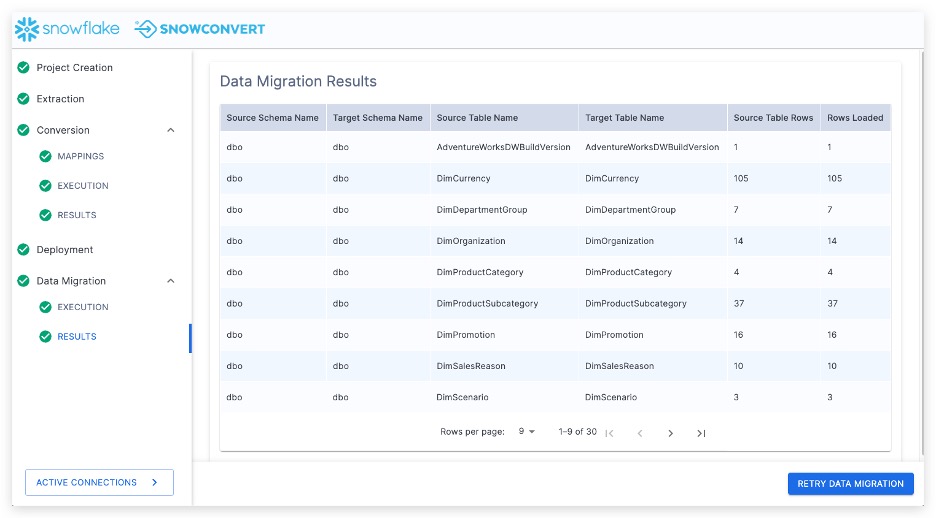 snowflake SNOWCONVERT
Project Creation
Extraction
Conversion
MAPPINGS
EXECUTION
RESULTS
Deployment
Data Migration
EXECUTION
RESULTS
ACTIVE CONNECTIONS
Data Migration Results
Source Schema Name Target Schema Name Source Table Name Target Table Name Source Table Rows Rows Loaded
dbo dbo AdventureWorksDWBuildVersion AdventureWorksDWBuildVersion 1 1
dbo dbo DimCurrency DimCurrency 105 105
dbo dbo DimDepartmentGroup DimDepartmentGroup 7 7
dbo dbo DimOrganization DimOrganization 14 14
dbo dbo DimProductCategory DimProductCategory 4 4
dbo dbo DimProductSubcategory DimProductSubcategory 37 37
dbo dbo DimPromotion DimPromotion 16 16
dbo dbo DimSalesReason DimSalesReason 10 10
dbo dbo DimScenario DimScenario 3 3
Rows per page: 9 1–9 of 30
RETRY DATA MIGRATION